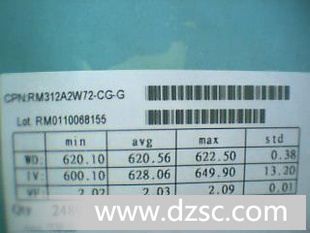 CPN:RM312A2W72-CG-G
Lot: RM0110068155
min avg max std
WD: 620.10 620.56 622.50 0.38
IV: 600.10 628.06 649.90 13.20
2.02 2.03 2.09 0.01
Qty
www.dzsc.com